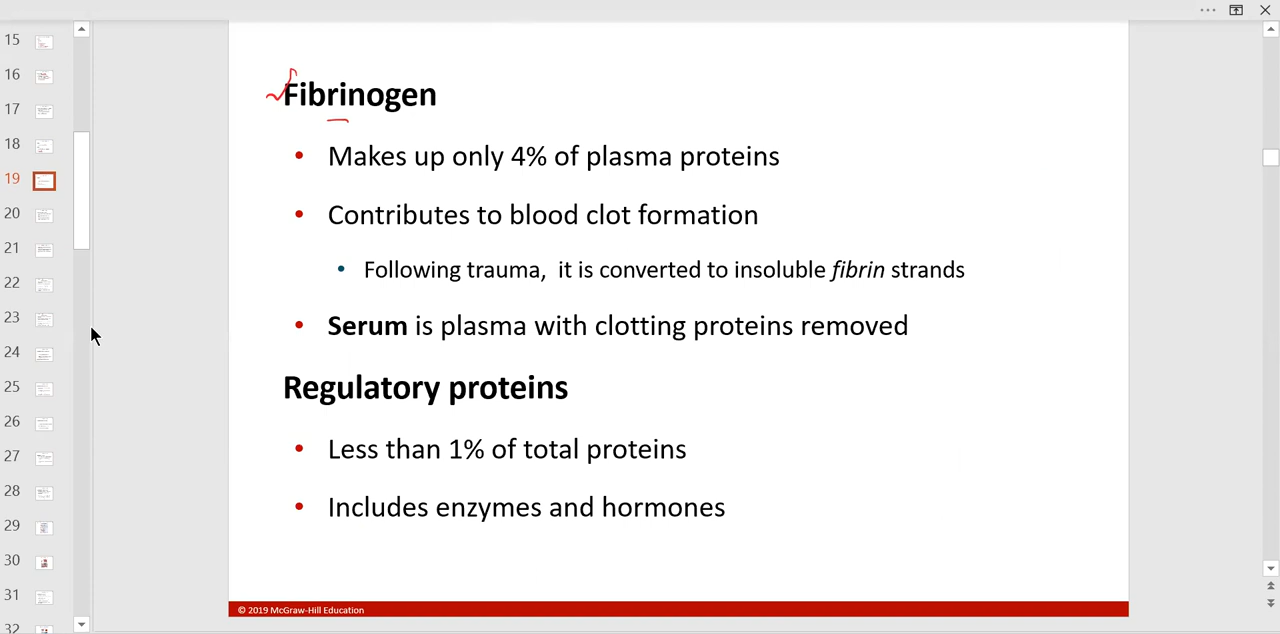 15
16
17
18
19
20
21
22
23
24
25
26
27
28
29
30
31
32
Fibrinogen
• Makes up only 4% of plasma proteins
• Contributes to blood clot formation
• Following trauma, it is converted to insoluble fibrin strands
• Serum is plasma with clotting proteins removed
Regulatory proteins
• Less than 1% of total proteins
• Includes enzymes and hormones
© 2019 McGraw-Hill Education